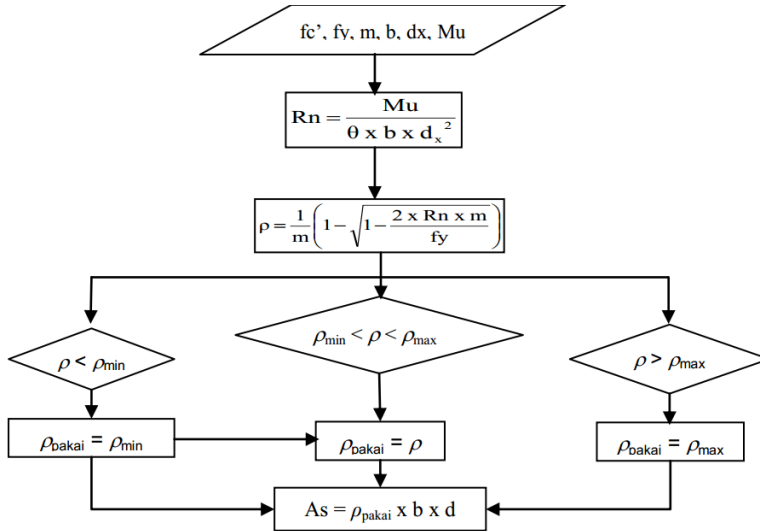 fc', fy, m, b, dx, Mu
Rn = Mu / (θ x b x dₓ²)
ρ = 1/m (1 - √(1 - (2 x Rn x m)/fy))
ρ < ρmin
ρmin < ρ < ρmax
ρ > ρmax
ρpakai = ρmin
ρpakai = ρ
ρpakai = ρmax
As = ρpakai x b x d